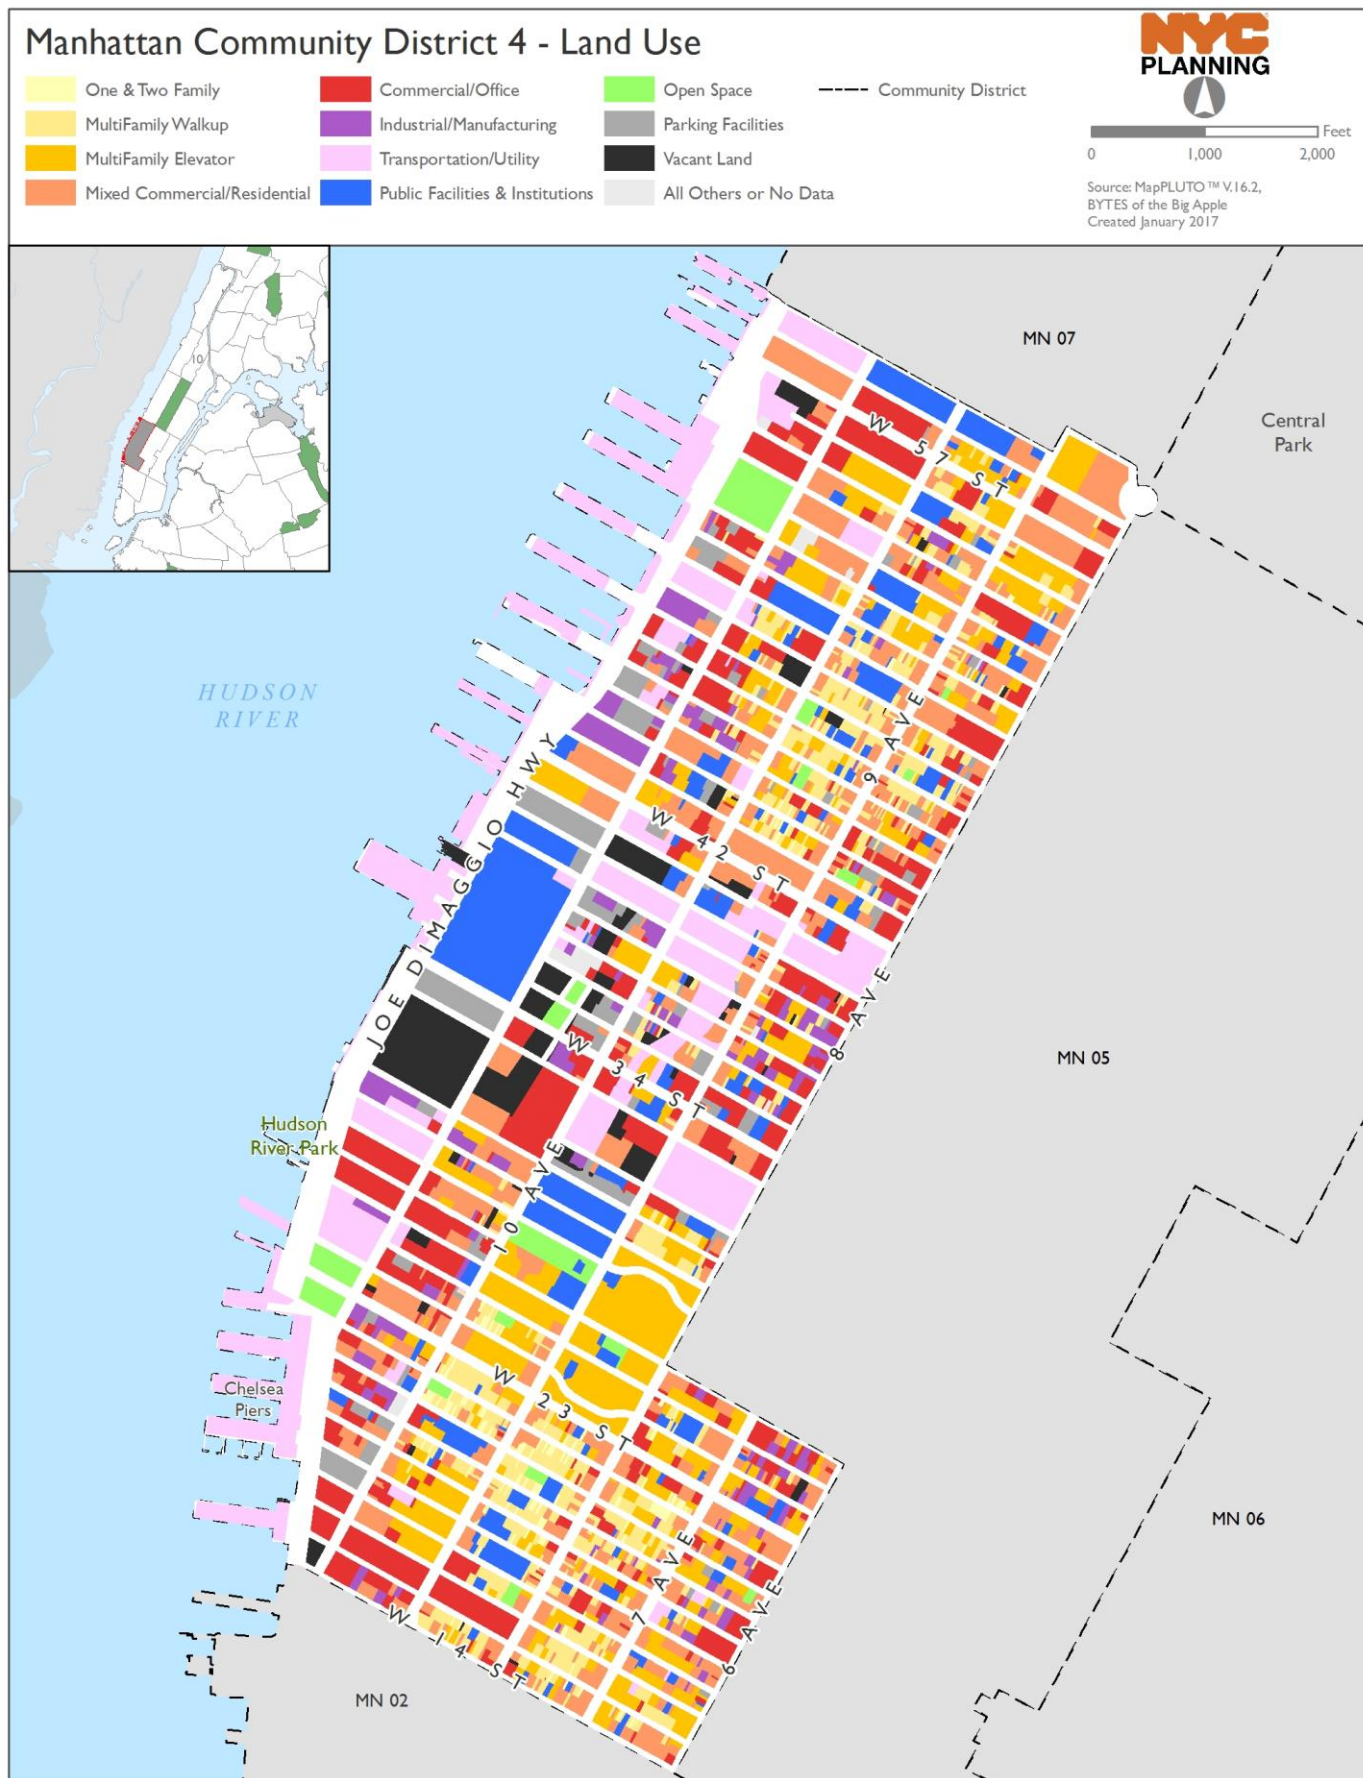 Manhattan Community District 4 - Land Use
NYC
PLANNING
One & Two Family
MultiFamily Walkup
MultiFamily Elevator
Mixed Commercial/Residential
Commercial/Office
Industrial/Manufacturing
Transportation/Utility
Public Facilities & Institutions
Open Space
Parking Facilities
Vacant Land
All Others or No Data
Community District
Feet
0 1,000 2,000
Source: MapPLUTO™ V.16.2,
BYTES of the Big Apple
Created January 2017
10
MN 07
Central
Park
W 57 ST
HUDSON
RIVER
9 AVE
JOE DIMAGGIO HWY
W 42 ST
8 AVE
W 34 ST
MN 05
Hudson
River Park
10 AVE
W 23 ST
Chelsea
Piers
MN 06
7 AVE
6 AVE
W 14 ST
MN 02